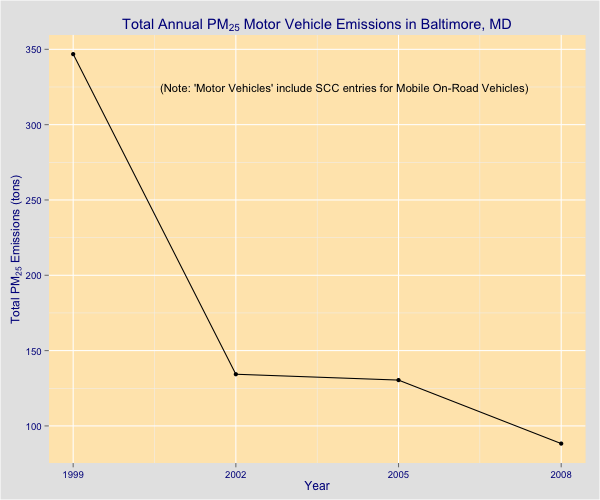 Total Annual PM₂₅ Motor Vehicle Emissions in Baltimore, MD
(Note: 'Motor Vehicles' include SCC entries for Mobile On-Road Vehicles)
Total PM₂₅ Emissions (tons)
350
300
250
200
150
100
1999 2002 2005 2008
Year